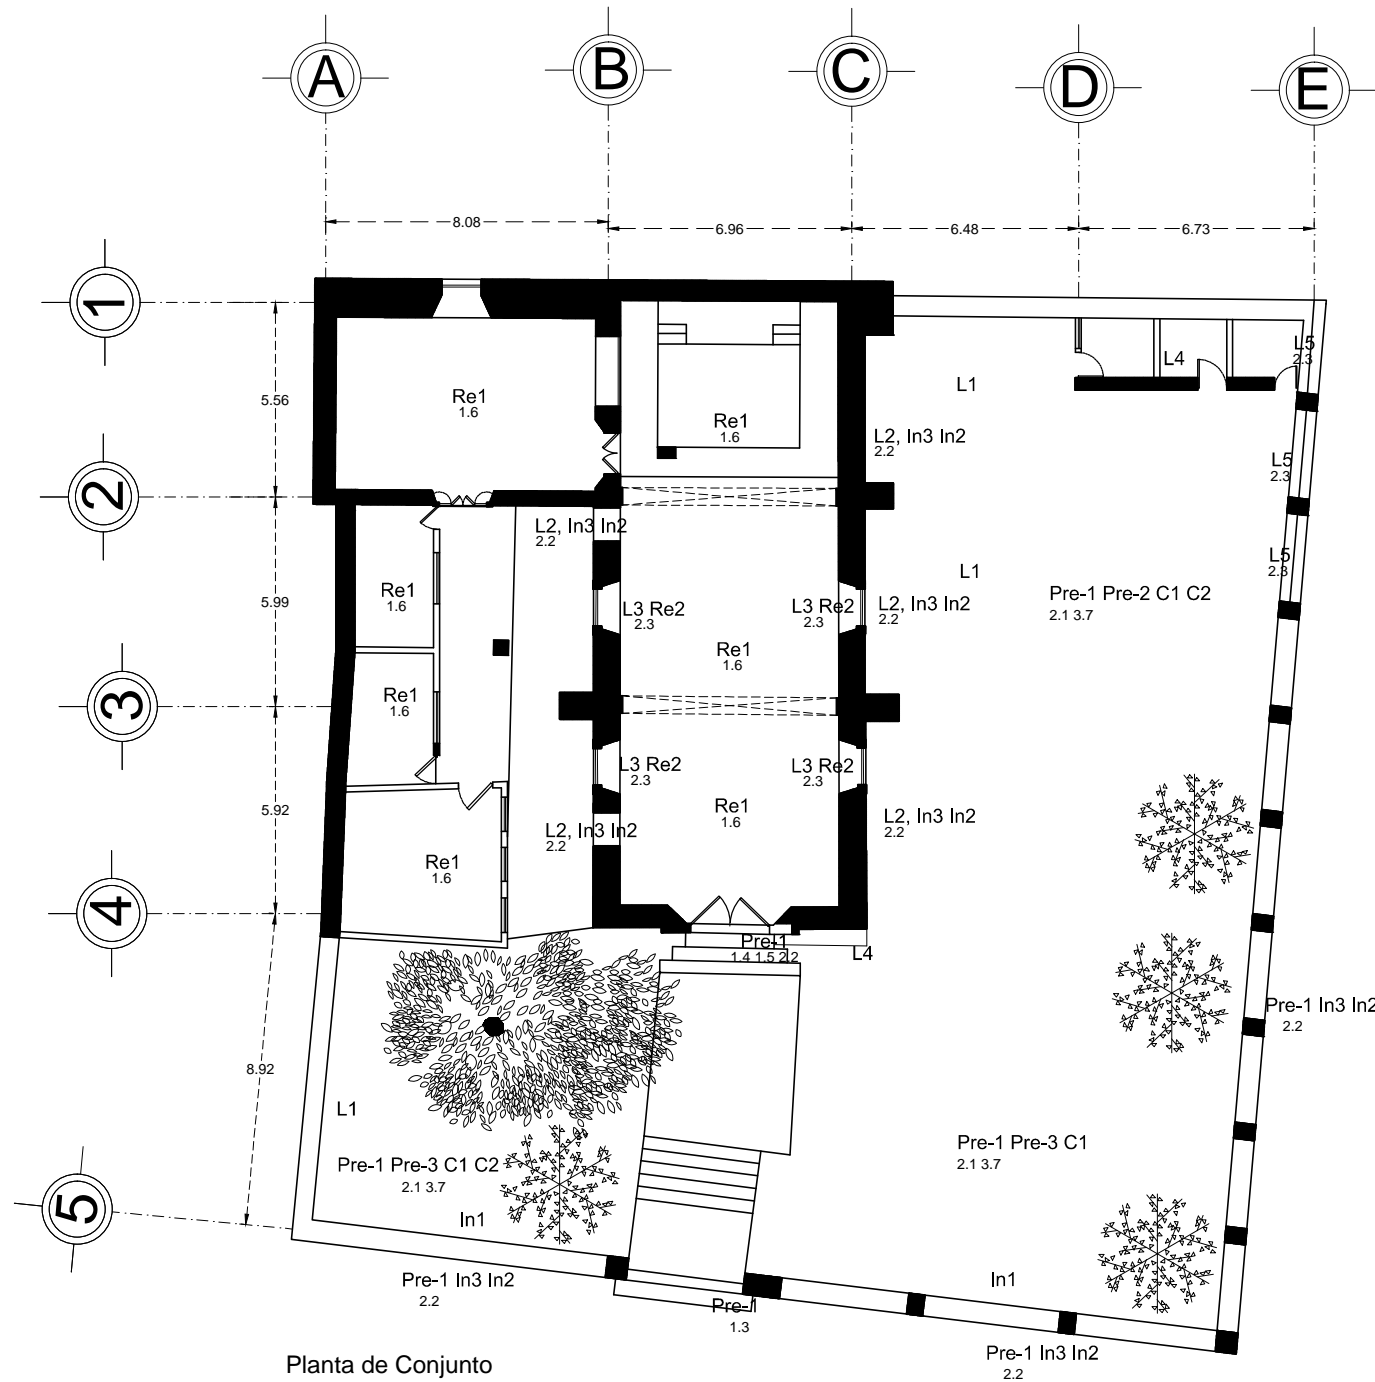 A
B
C
D
E
8.08
6.96
6.48
6.73
1
5.56
L5
2.3
L4
L1
Re1
1.6
Re1
1.6
L2, In3 In2
2.2
L5
2.3
2
L2, In3 In2
2.2
L5
2.3
L1
Re1
1.6
5.99
L3 Re2
2.3
L3 Re2
2.3
L2, In3 In2
2.2
Pre-1 Pre-2 C1 C2
2.1 3.7
Re1
1.6
Re1
1.6
3
L3 Re2
2.3
L3 Re2
2.3
Re1
1.6
5.92
L2, In3 In2
2.2
L2, In3 In2
2.2
Re1
1.6
4
Pre-1
1.4 1.5 2.2
L4
Pre-1 In3 In2
2.2
8.92
L1
Pre-1 Pre-3 C1
2.1 3.7
Pre-1 Pre-3 C1 C2
2.1 3.7
5
In1
Pre-1 In3 In2
2.2
In1
Pre-1
1.3
Pre-1 In3 In2
2.2
Planta de Conjunto